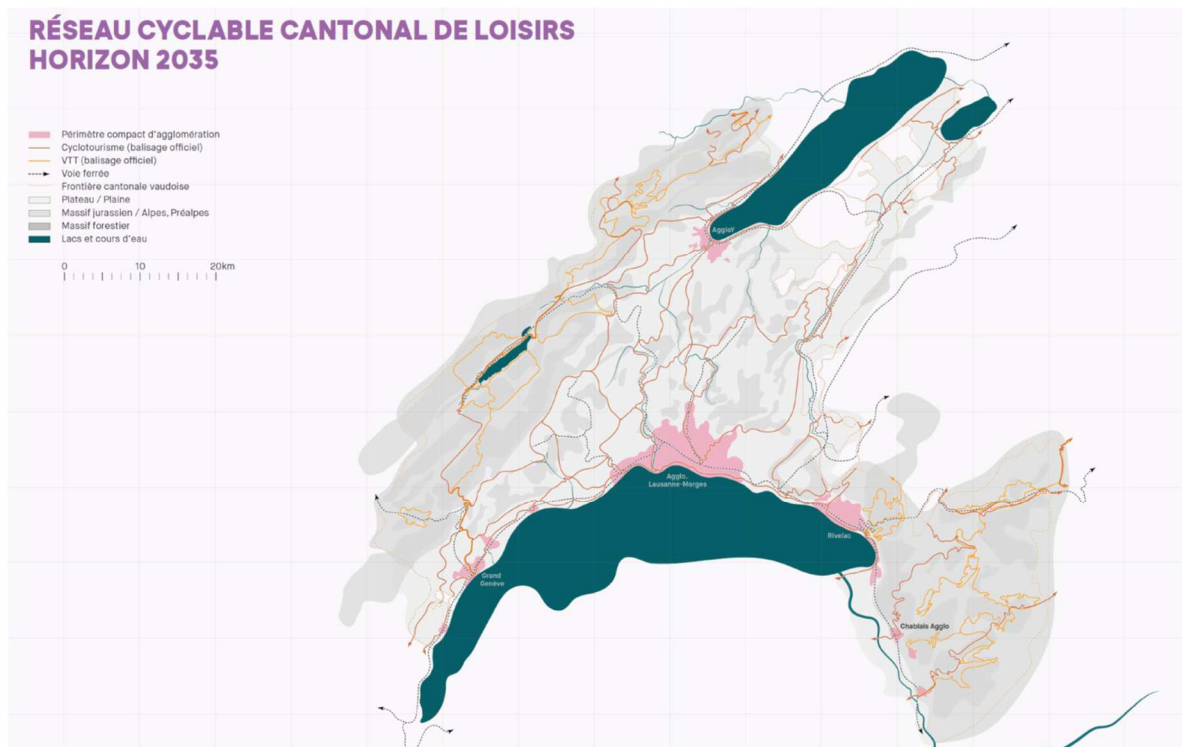 RÉSEAU CYCLABLE CANTONAL DE LOISIRS
HORIZON 2035
Périmètre compact d'agglomération
Cyclotourisme (balisage officiel)
VTT (balisage officiel)
Voie ferrée
Frontière cantonale vaudoise
Plateau / Plaine
Massif jurassien / Alpes, Préalpes
Massif forestier
Lacs et cours d'eau
0 10 20km
AggloY
Agglo.
Lausanne-Morges
Rivelac
Grand
Genève
Chablais Agglo